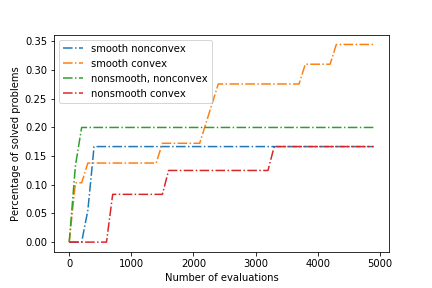 0.35
0.30
0.25
0.20
0.15
0.10
0.05
0.00
Percentage of solved problems
smooth nonconvex
smooth convex
nonsmooth, nonconvex
nonsmooth convex
0 1000 2000 3000 4000 5000
Number of evaluations